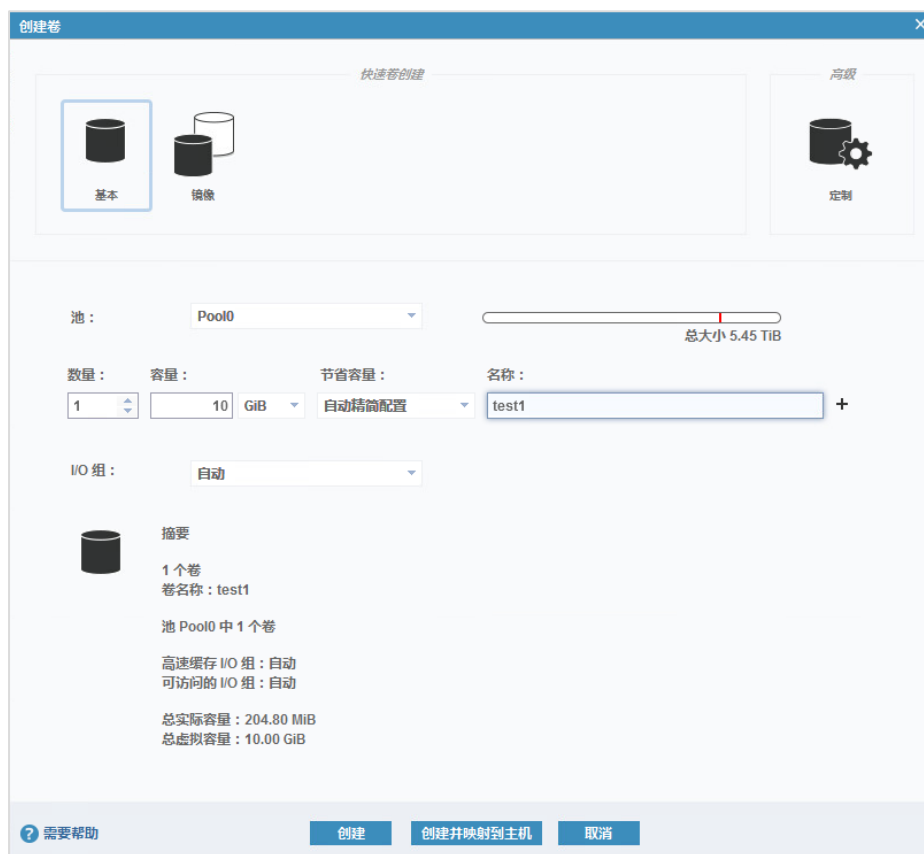 创建卷
快速卷创建
高级
基本
镜像
定制
池：
Pool0
总大小 5.45 TiB
数量： 容量： 节省容量： 名称：
1 10 GiB 自动精简配置 test1 +
I/O 组： 自动
摘要
1 个卷
卷名称：test1
池 Pool0 中 1 个卷
高速缓存 I/O 组：自动
可访问的 I/O 组：自动
总实际容量：204.80 MiB
总虚拟容量：10.00 GiB
? 需要帮助 创建 创建并映射到主机 取消